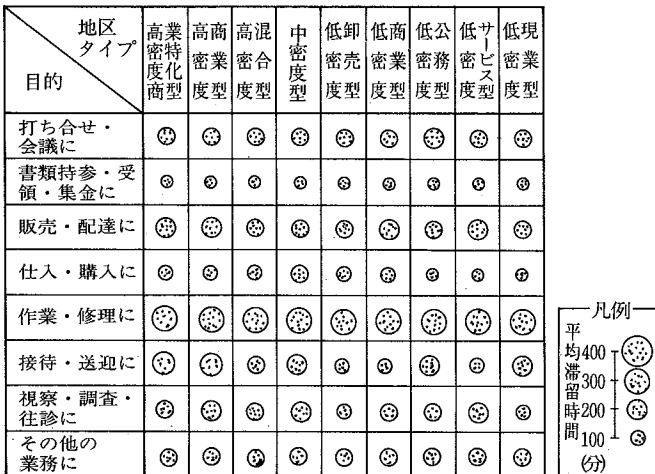 地区
タイプ
目的
高密度商業特化型
高密度商業型
高密度混合型
中密度型
低密度卸売型
低密度商業型
低密度公務型
低密度サービス型
低密度現業型
打ち合せ・
会議に
書類持参・受
領・集金に
販売・配達に
仕入・購入に
作業・修理に
接待・送迎に
視察・調査・
往診に
その他の
業務に
凡例
平均滞留時間
400
300
200
100
(分)